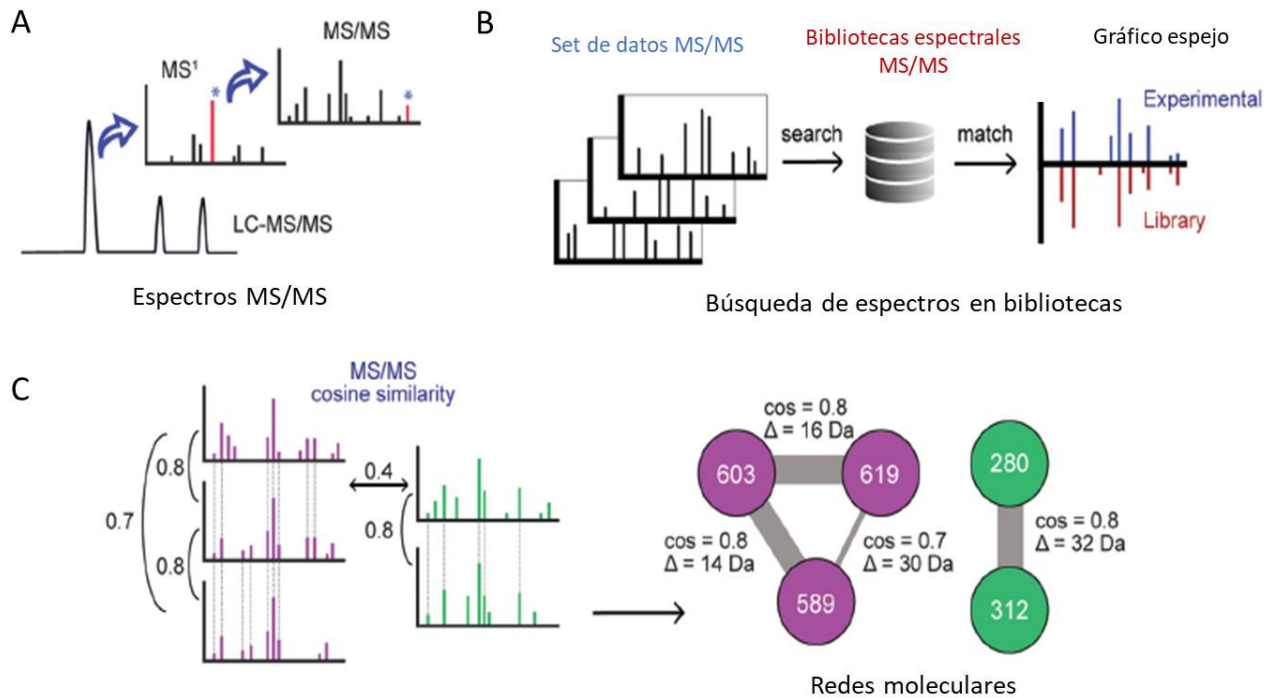 A
MS¹
*
MS/MS
*
LC-MS/MS
Espectros MS/MS
B
Set de datos MS/MS
Bibliotecas espectrales
MS/MS
Gráfico espejo
search
match
Experimental
Library
Búsqueda de espectros en bibliotecas
C
MS/MS
cosine similarity
0.8
0.7
0.8
0.4
0.8
cos = 0.8
Δ = 16 Da
603
619
cos = 0.8
Δ = 14 Da
cos = 0.7
Δ = 30 Da
589
280
cos = 0.8
Δ = 32 Da
312
Redes moleculares